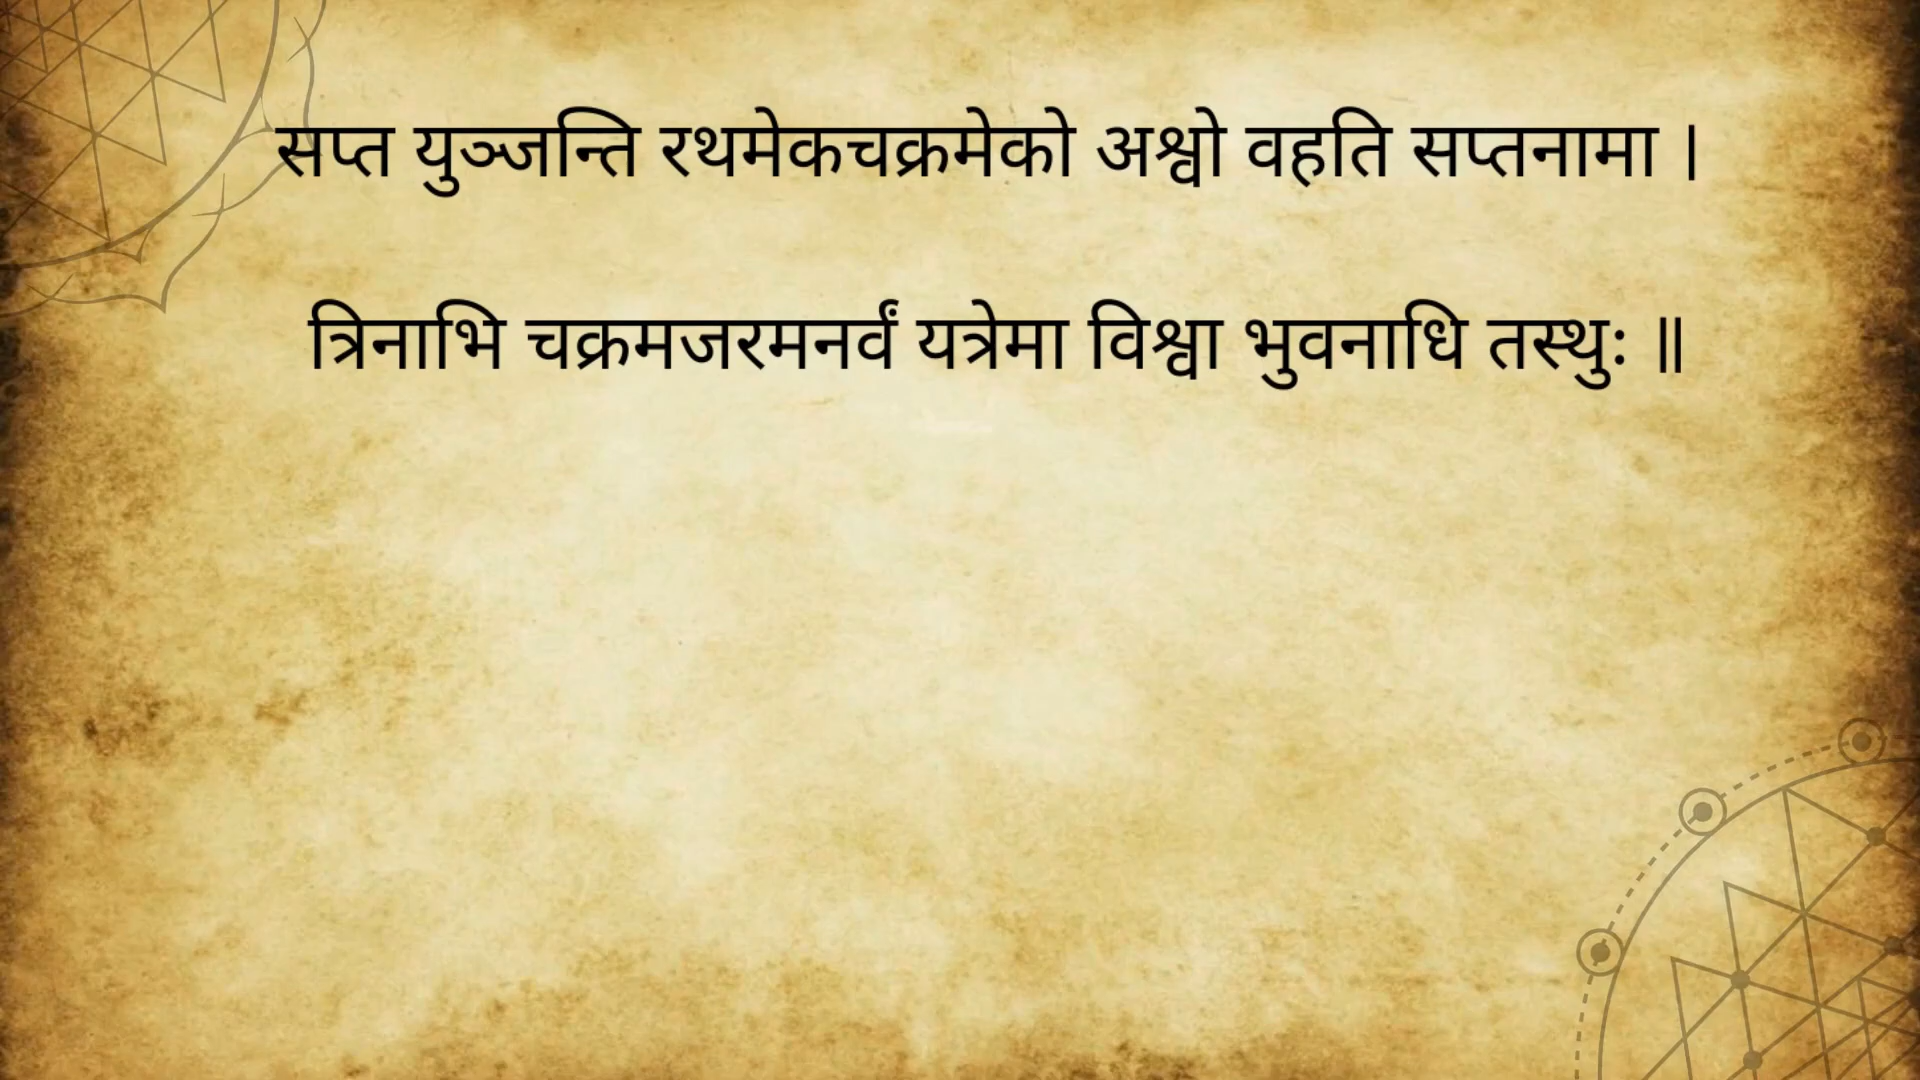 सप्त युञ्जन्ति रथमेकचक्रमेको अश्वो वहति सप्तनामा ।
त्रिनाभि चक्रमजरमनर्वं यत्रेमा विश्वा भुवनाधि तस्थुः ॥